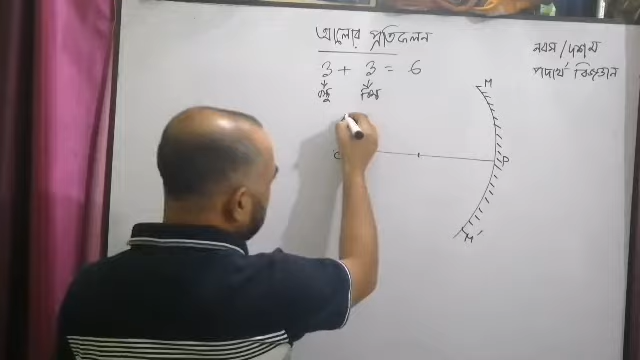 আলোর প্রতিফলন
3 + 3 = 6
নবম / দশম
পদার্থ বিজ্ঞান
M
C
P
M'